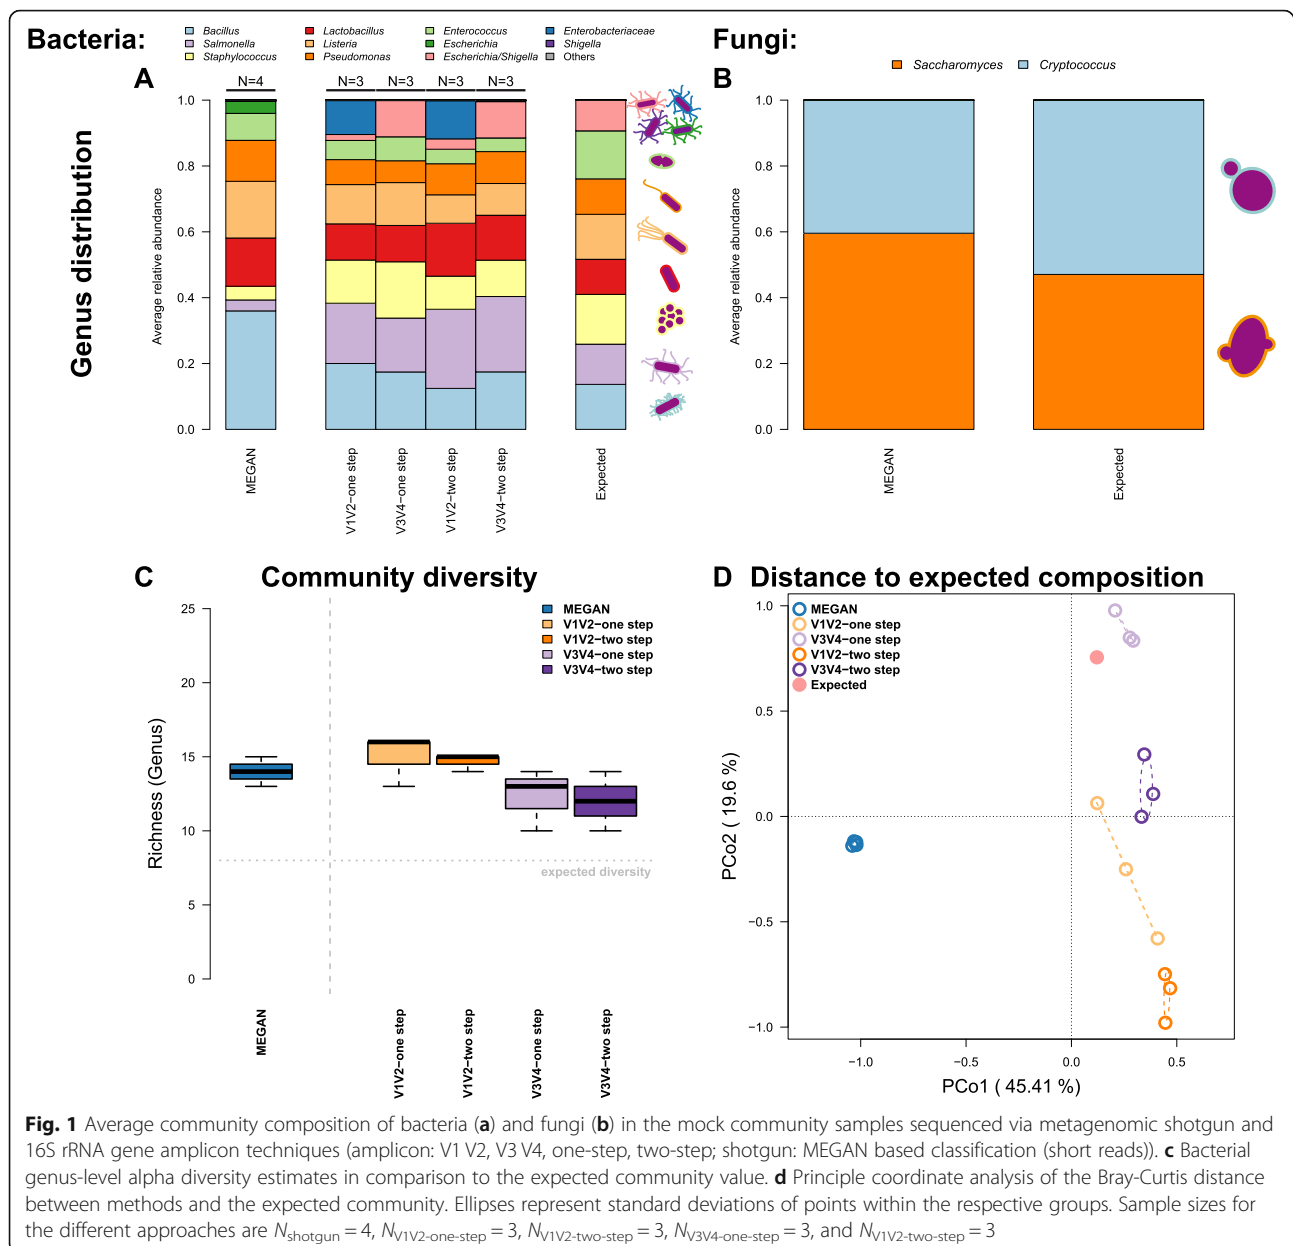 Bacteria:
Bacillus
Salmonella
Staphylococcus
Lactobacillus
Listeria
Pseudomonas
Enterococcus
Escherichia
Escherichia/Shigella
Enterobacteriaceae
Shigella
Others
Fungi:
Saccharomyces
Cryptococcus
Genus distribution
A
N=4
N=3
N=3
N=3
N=3
Average relative abundance
1.0
0.8
0.6
0.4
0.2
0.0
MEGAN
V1V2−one step
V3V4−one step
V1V2−two step
V3V4−two step
Expected
B
Average relative abundance
1.0
0.8
0.6
0.4
0.2
0.0
MEGAN
Expected
C
Community diversity
Richness (Genus)
25
20
15
10
5
0
MEGAN
V1V2−one step
V1V2−two step
V3V4−one step
V3V4−two step
expected diversity
MEGAN
V1V2−one step
V1V2−two step
V3V4−one step
V3V4−two step
D
Distance to expected composition
MEGAN
V1V2−one step
V3V4−one step
V1V2−two step
V3V4−two step
Expected
PCo2 ( 19.6 %)
1.0
0.5
0.0
−0.5
−1.0
−1.0
−0.5
0.0
0.5
PCo1 ( 45.41 %)
Fig. 1 Average community composition of bacteria (a) and fungi (b) in the mock community samples sequenced via metagenomic shotgun and
16S rRNA gene amplicon techniques (amplicon: V1 V2, V3 V4, one-step, two-step; shotgun: MEGAN based classification (short reads)). c Bacterial
genus-level alpha diversity estimates in comparison to the expected community value. d Principle coordinate analysis of the Bray-Curtis distance
between methods and the expected community. Ellipses represent standard deviations of points within the respective groups. Sample sizes for
the different approaches are Nshotgun = 4, NV1V2-one-step = 3, NV1V2-two-step = 3, NV3V4-one-step = 3, and NV1V2-two-step = 3